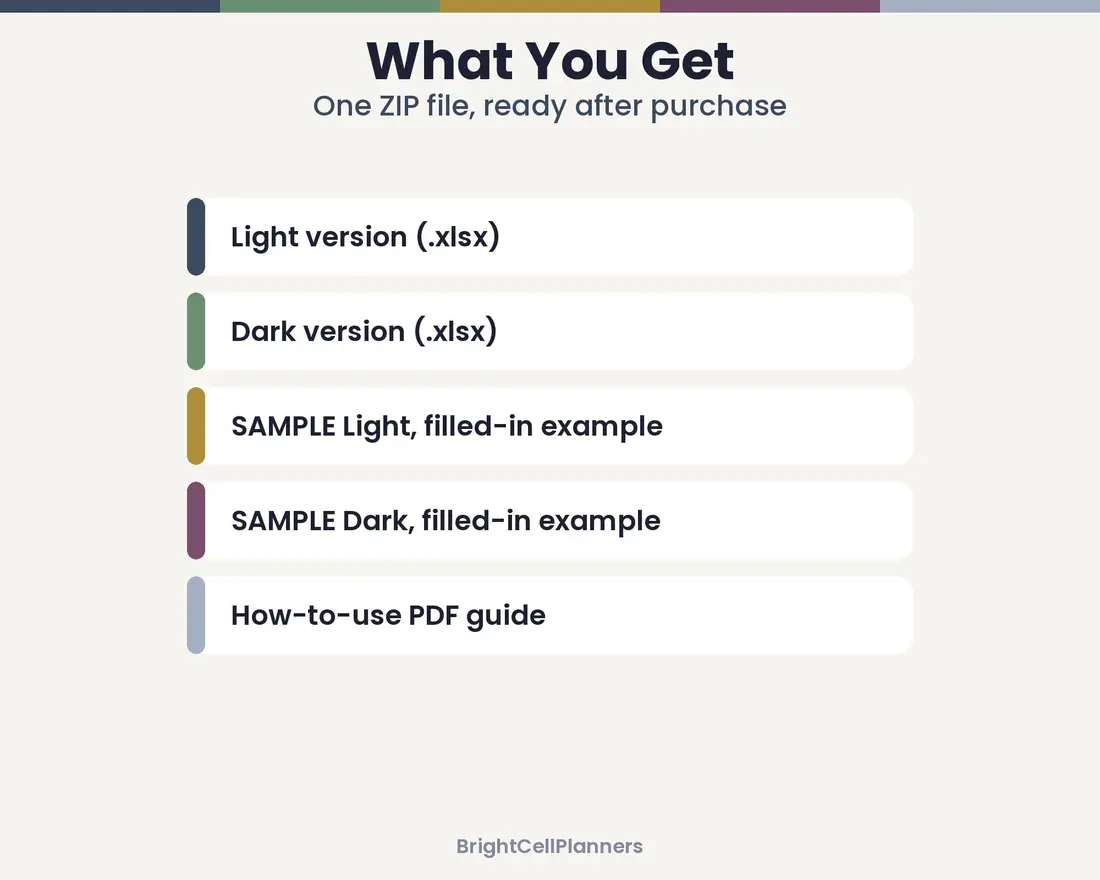 What You Get
One ZIP file, ready after purchase
Light version (.xlsx)
Dark version (.xlsx)
SAMPLE Light, filled-in example
SAMPLE Dark, filled-in example
How-to-use PDF guide
BrightCellPlanners